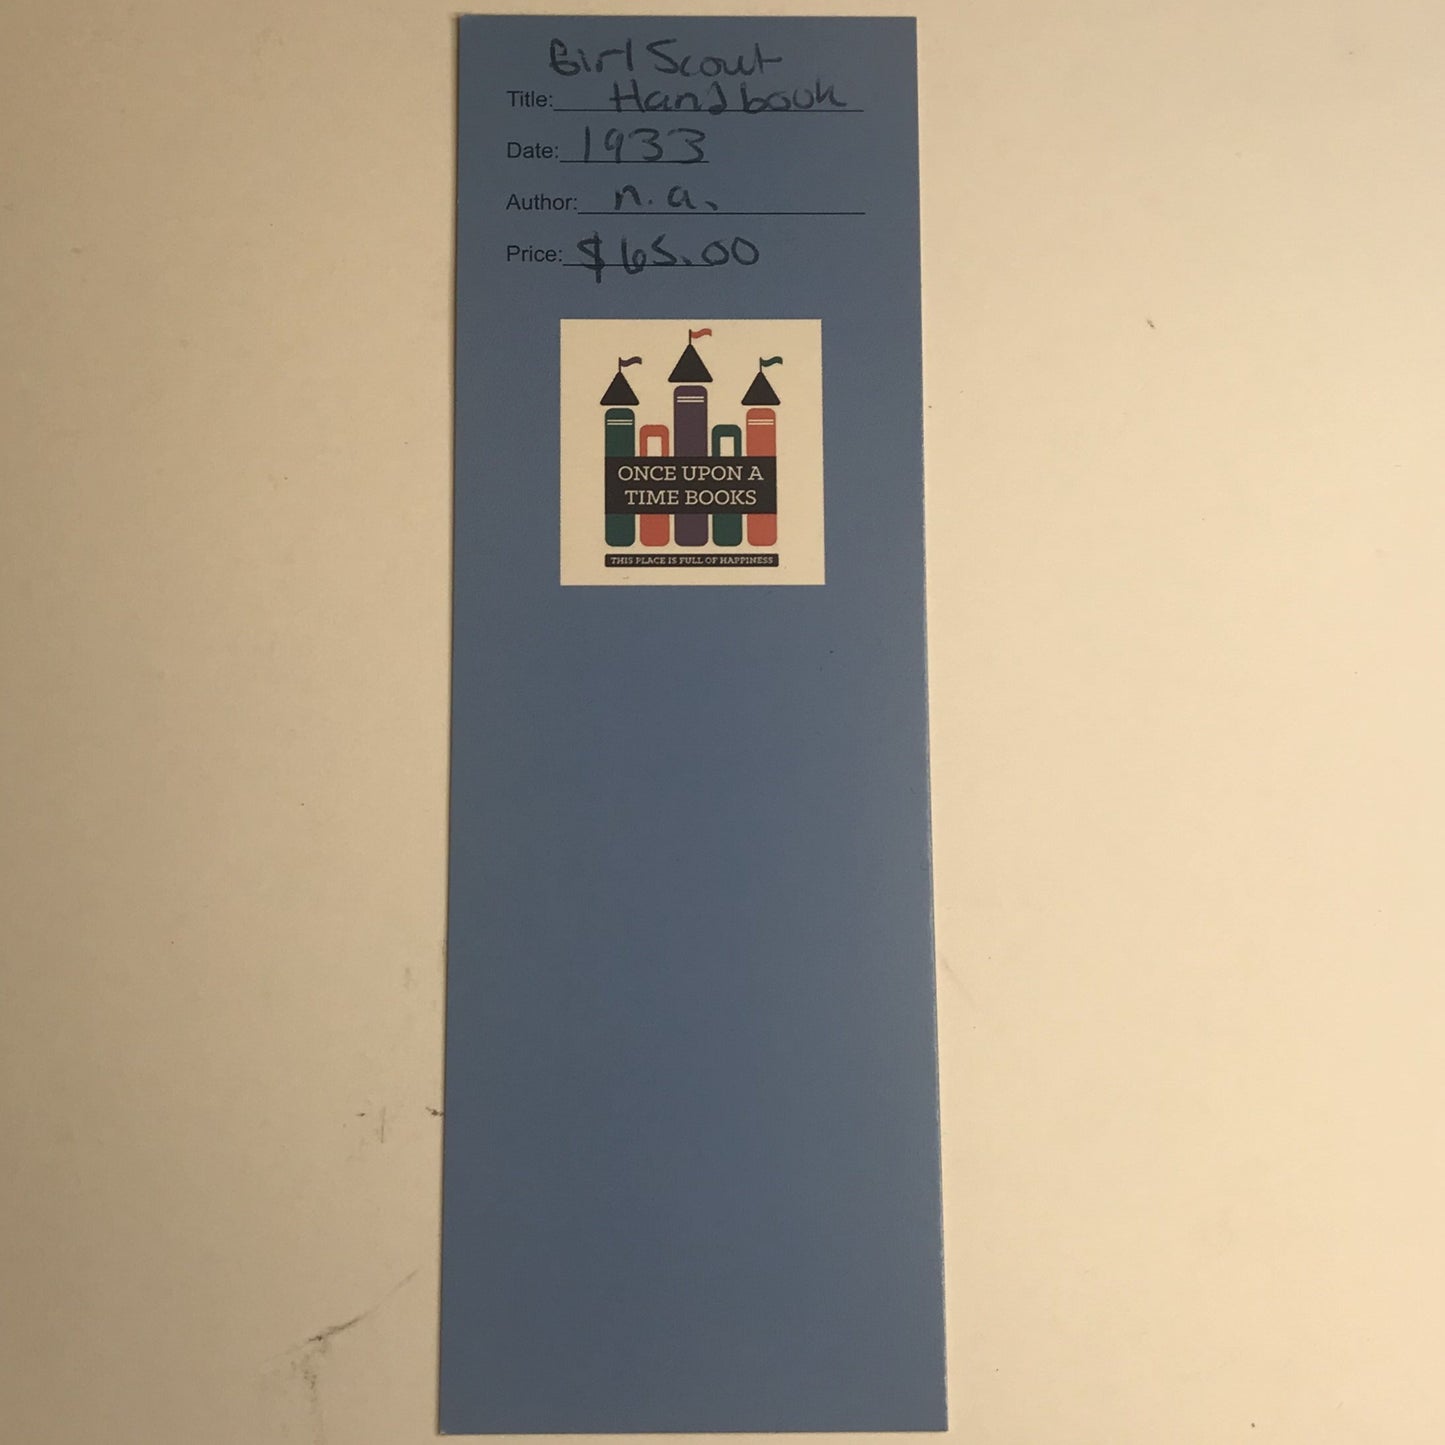 Girl Scout
Title: Handbook
Date: 1933
Author: n.a.
Price: $65.00
ONCE UPON A
TIME BOOKS
THIS PLACE IS FULL OF HAPPINESS